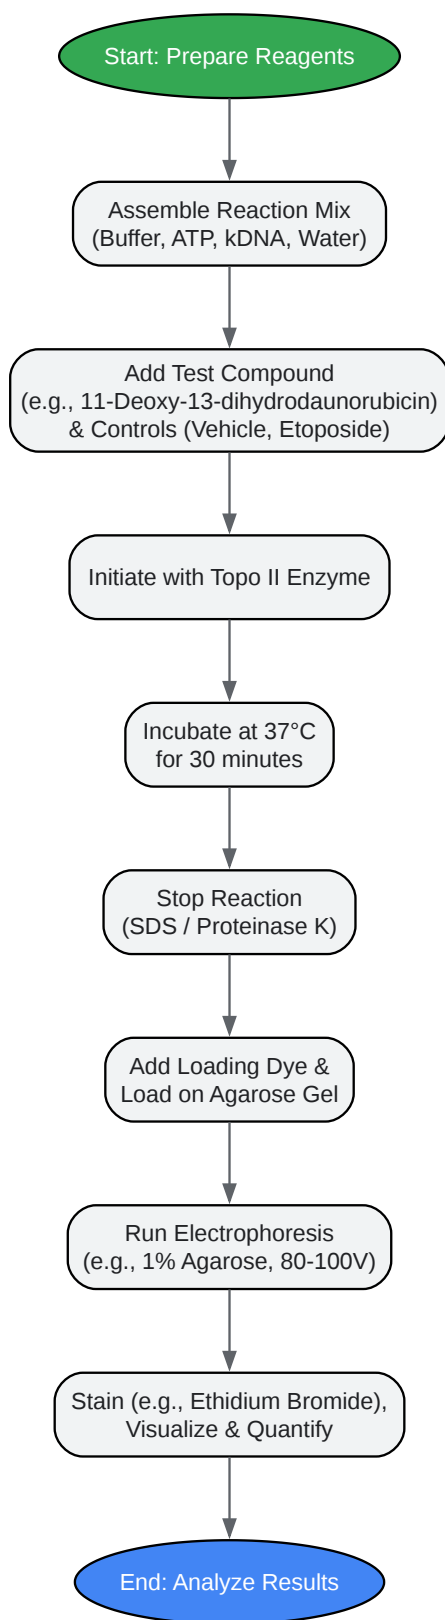 Start: Prepare Reagents
Assemble Reaction Mix
(Buffer, ATP, kDNA, Water)
Add Test Compound
(e.g., 11-Deoxy-13-dihydrodaunorubicin)
& Controls (Vehicle, Etoposide)
Initiate with Topo II Enzyme
Incubate at 37°C
for 30 minutes
Stop Reaction
(SDS / Proteinase K)
Add Loading Dye &
Load on Agarose Gel
Run Electrophoresis
(e.g., 1% Agarose, 80-100V)
Stain (e.g., Ethidium Bromide),
Visualize & Quantify
End: Analyze Results